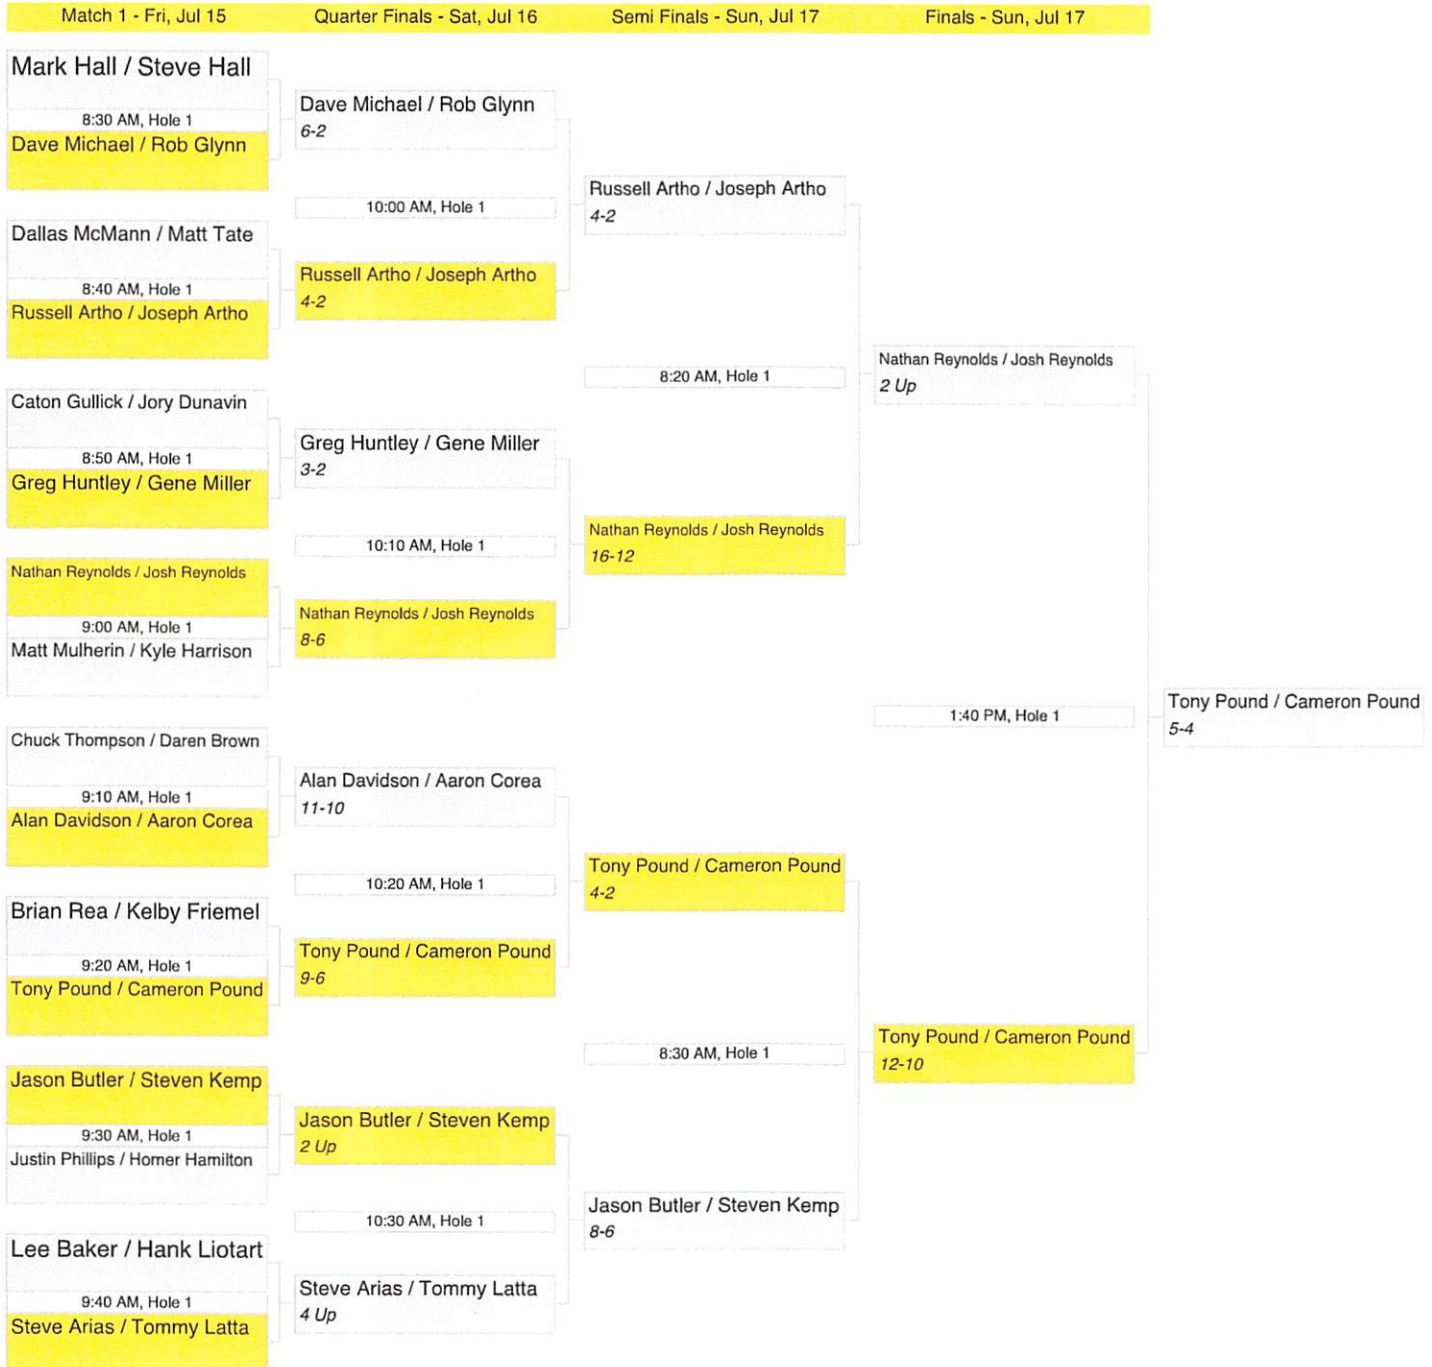 Match 1 - Fri, Jul 15
Quarter Finals - Sat, Jul 16
Semi Finals - Sun, Jul 17
Finals - Sun, Jul 17
Mark Hall / Steve Hall
8:30 AM, Hole 1
Dave Michael / Rob Glynn
Dallas McMann / Matt Tate
8:40 AM, Hole 1
Russell Artho / Joseph Artho
Caton Gullick / Jory Dunavin
8:50 AM, Hole 1
Greg Huntley / Gene Miller
Nathan Reynolds / Josh Reynolds
9:00 AM, Hole 1
Matt Mulherin / Kyle Harrison
Chuck Thompson / Daren Brown
9:10 AM, Hole 1
Alan Davidson / Aaron Corea
Brian Rea / Kelby Friemel
9:20 AM, Hole 1
Tony Pound / Cameron Pound
Jason Butler / Steven Kemp
9:30 AM, Hole 1
Justin Phillips / Homer Hamilton
Lee Baker / Hank Liotart
9:40 AM, Hole 1
Steve Arias / Tommy Latta
Dave Michael / Rob Glynn
6-2
10:00 AM, Hole 1
Russell Artho / Joseph Artho
4-2
Greg Huntley / Gene Miller
3-2
10:10 AM, Hole 1
Nathan Reynolds / Josh Reynolds
8-6
Alan Davidson / Aaron Corea
11-10
10:20 AM, Hole 1
Tony Pound / Cameron Pound
9-6
Jason Butler / Steven Kemp
2 Up
10:30 AM, Hole 1
Steve Arias / Tommy Latta
4 Up
Russell Artho / Joseph Artho
4-2
8:20 AM, Hole 1
Nathan Reynolds / Josh Reynolds
16-12
Tony Pound / Cameron Pound
4-2
8:30 AM, Hole 1
Jason Butler / Steven Kemp
8-6
Nathan Reynolds / Josh Reynolds
2 Up
1:40 PM, Hole 1
Tony Pound / Cameron Pound
12-10
Tony Pound / Cameron Pound
5-4